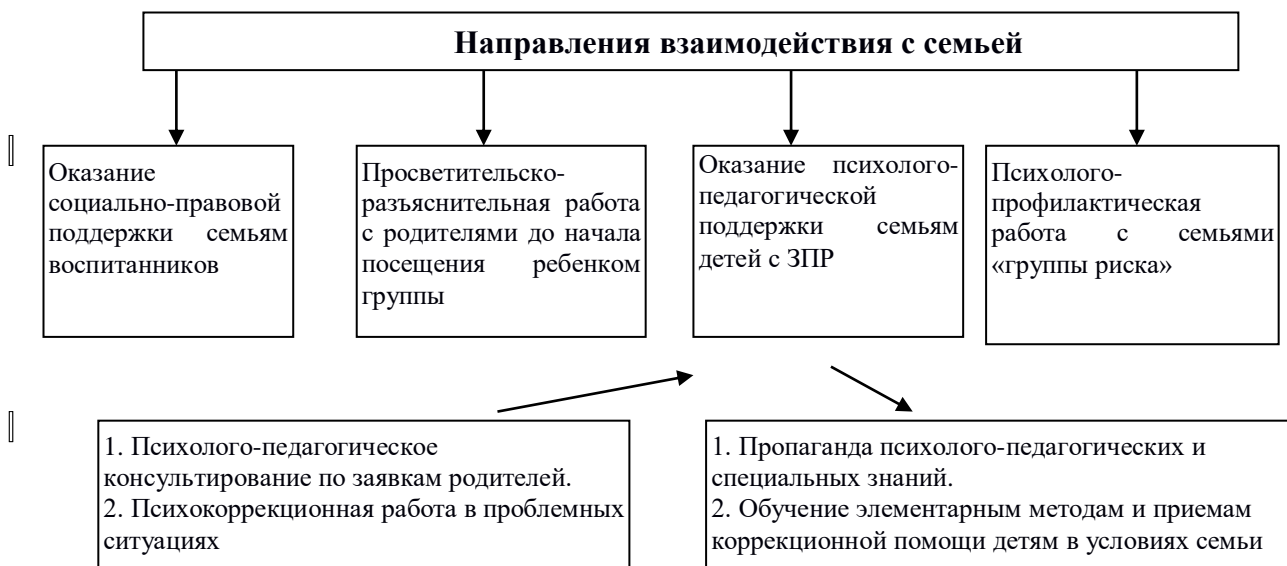 Направления взаимодействия с семьей
Оказание
социально-правовой
поддержки семьям
воспитанников
Просветительско-
разъяснительная работа
с родителями до начала
посещения ребенком
группы
Оказание психолого-
педагогической
поддержки семьям
детей с ЗПР
Психолого-
профилактическая
работа с семьями
«группы риска»
1. Психолого-педагогическое
консультирование по заявкам родителей.
2. Психокоррекционная работа в проблемных
ситуациях
1. Пропаганда психолого-педагогических и
специальных знаний.
2. Обучение элементарным методам и приемам
коррекционной помощи детям в условиях семьи